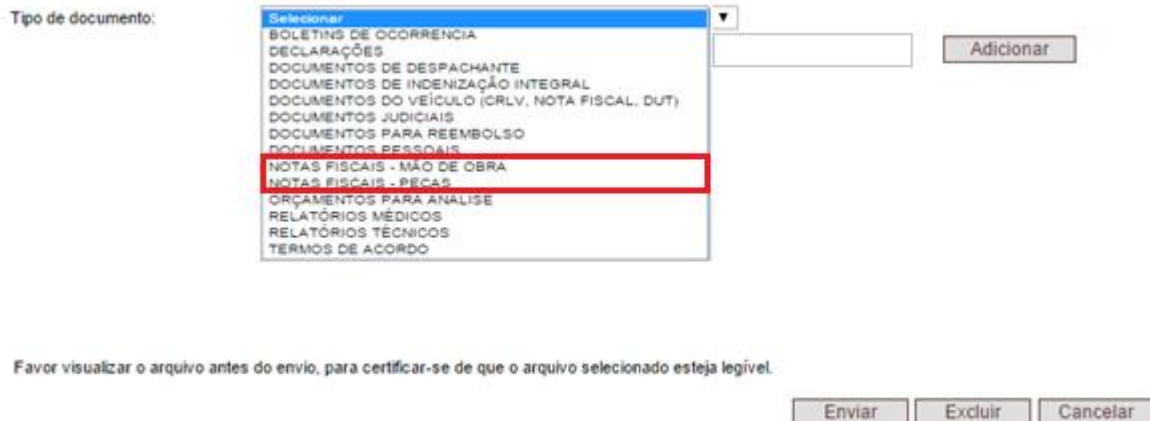 Tipo de documento:
Selecionar
BOLETINS DE OCORRENCIA
DECLARAÇÕES
DOCUMENTOS DE DESPACHANTE
DOCUMENTOS DE INDENIZAÇÃO INTEGRAL
DOCUMENTOS DO VEÍCULO (CRLV, NOTA FISCAL, DUT)
DOCUMENTOS JUDICIAIS
DOCUMENTOS PARA REEMBOLSO
DOCUMENTOS PESSOAIS
NOTAS FISCAIS - MÃO DE OBRA
NOTAS FISCAIS - PECAS
ORÇAMENTOS PARA ANALISE
RELATÓRIOS MÉDICOS
RELATÓRIOS TÉCNICOS
TERMOS DE ACORDO
Adicionar
Favor visualizar o arquivo antes do envio, para certificar-se de que o arquivo selecionado esteja legível.
Enviar Excluir Cancelar